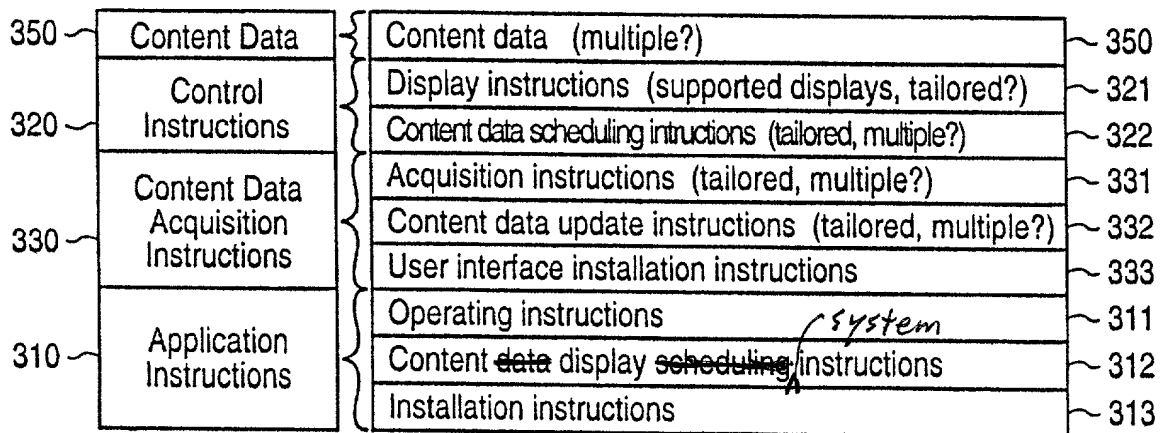 350 Content Data Content data (multiple?) 350
Control Instructions
320
Display instructions (supported displays, tailored?) 321
Content data scheduling intructions (tailored, multiple?) 322
Content Data Acquisition Instructions
330
Acquisition instructions (tailored, multiple?) 331
Content data update instructions (tailored, multiple?) 332
User interface installation instructions 333
Application Instructions
310
Operating instructions 311
system
Content data display scheduling instructions 312
Installation instructions 313